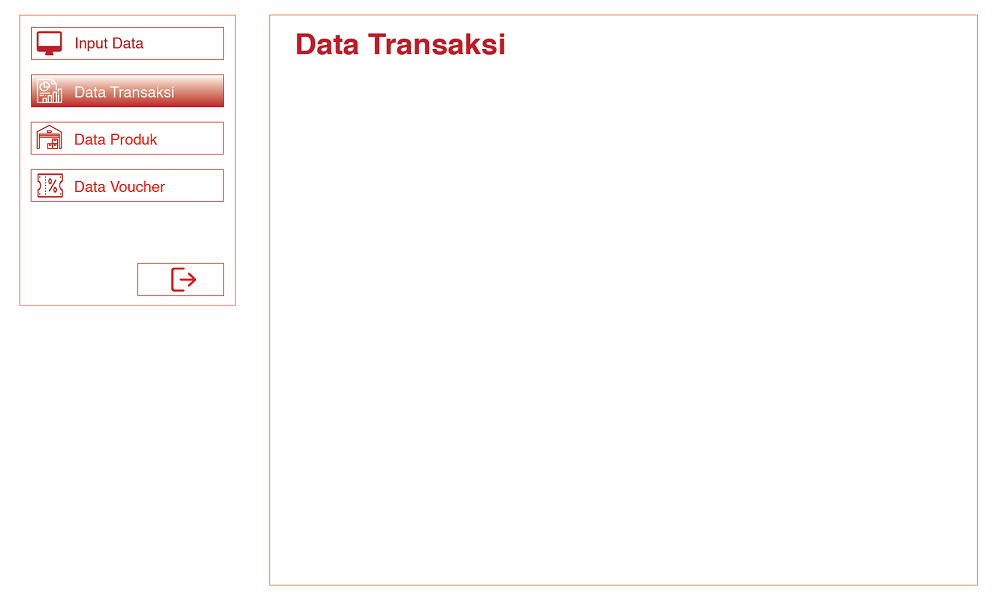 Input Data
Data Transaksi
Data Produk
Data Voucher
Data Transaksi